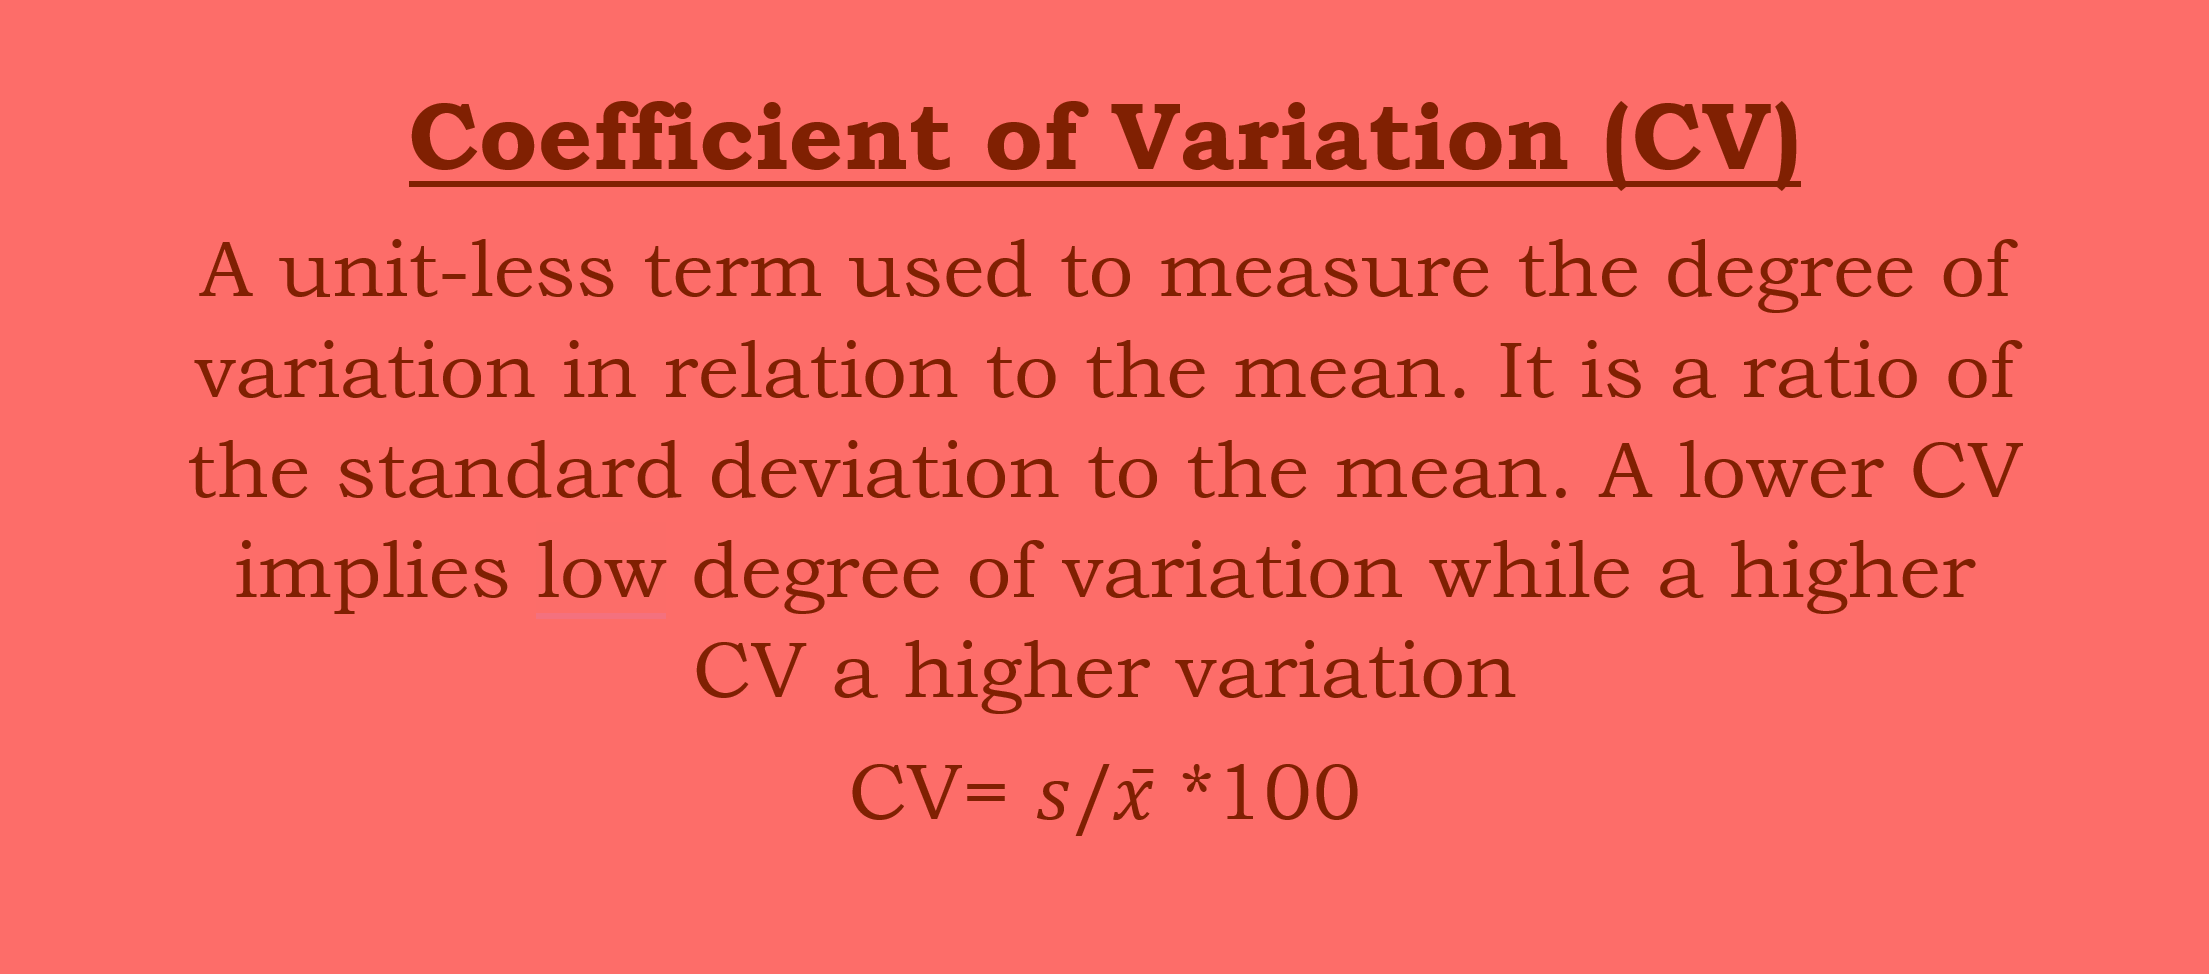 Coefficient of Variation (CV)
A unit-less term used to measure the degree of
variation in relation to the mean. It is a ratio of
the standard deviation to the mean. A lower CV
implies low degree of variation while a higher
CV a higher variation
CV= s/x̄ *100